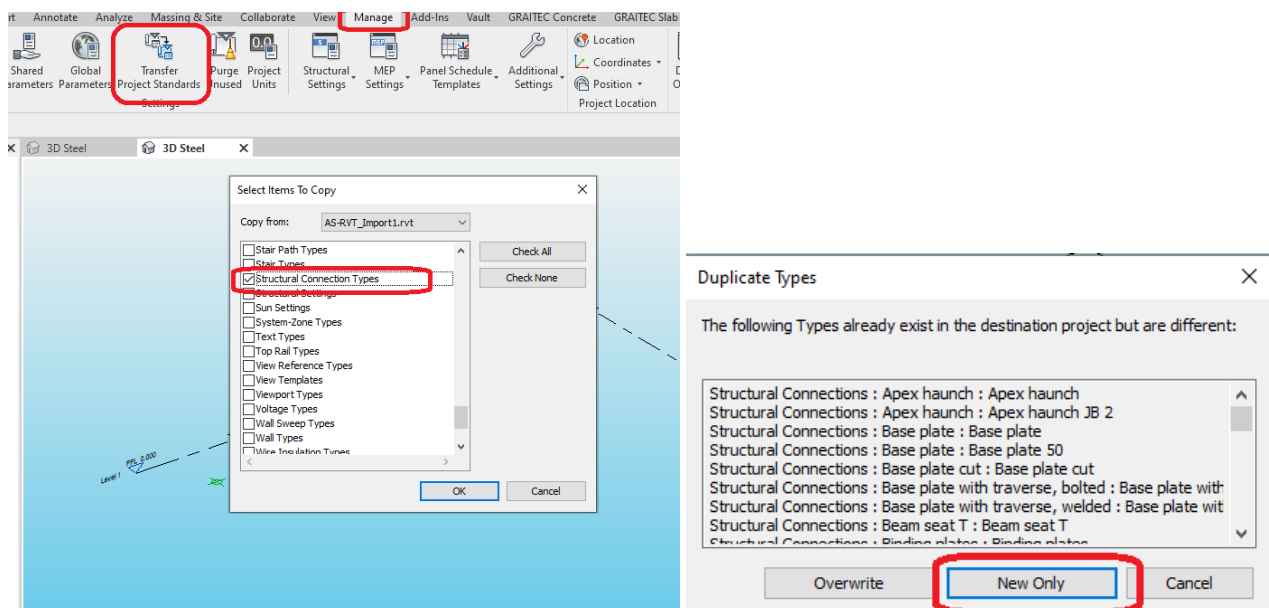 Annotate Analyze Massing & Site Collaborate View Manage Add-Ins Vault GRAITEC Concrete GRAITEC Slab
Location
Coordinates
Position
Shared Global Transfer Purge Project Structural MEP Panel Schedule Additional
Parameters Project Standards Units Settings Settings Templates Settings
Settings Project Location
3D Steel 3D Steel
Select Items To Copy
Copy from: AS-RVT_Import1.rvt
Stair Path Types
Stair Types
Structural Connection Types
Structural Settings
Sun Settings
System-Zone Types
Text Types
Top Rail Types
View Reference Types
View Templates
Viewport Types
Voltage Types
Wall Sweep Types
Wall Types
Wire Insulation Types
Check All
Check None
OK Cancel
FFL 0.000
Level 1
Duplicate Types
The following Types already exist in the destination project but are different:
Structural Connections : Apex haunch : Apex haunch
Structural Connections : Apex haunch : Apex haunch JB 2
Structural Connections : Base plate : Base plate
Structural Connections : Base plate : Base plate 50
Structural Connections : Base plate cut : Base plate cut
Structural Connections : Base plate with traverse, bolted : Base plate with
Structural Connections : Base plate with traverse, welded : Base plate wit
Structural Connections : Beam seat T : Beam seat T
Structural Connections : Binding plates : Binding plates
Overwrite New Only Cancel